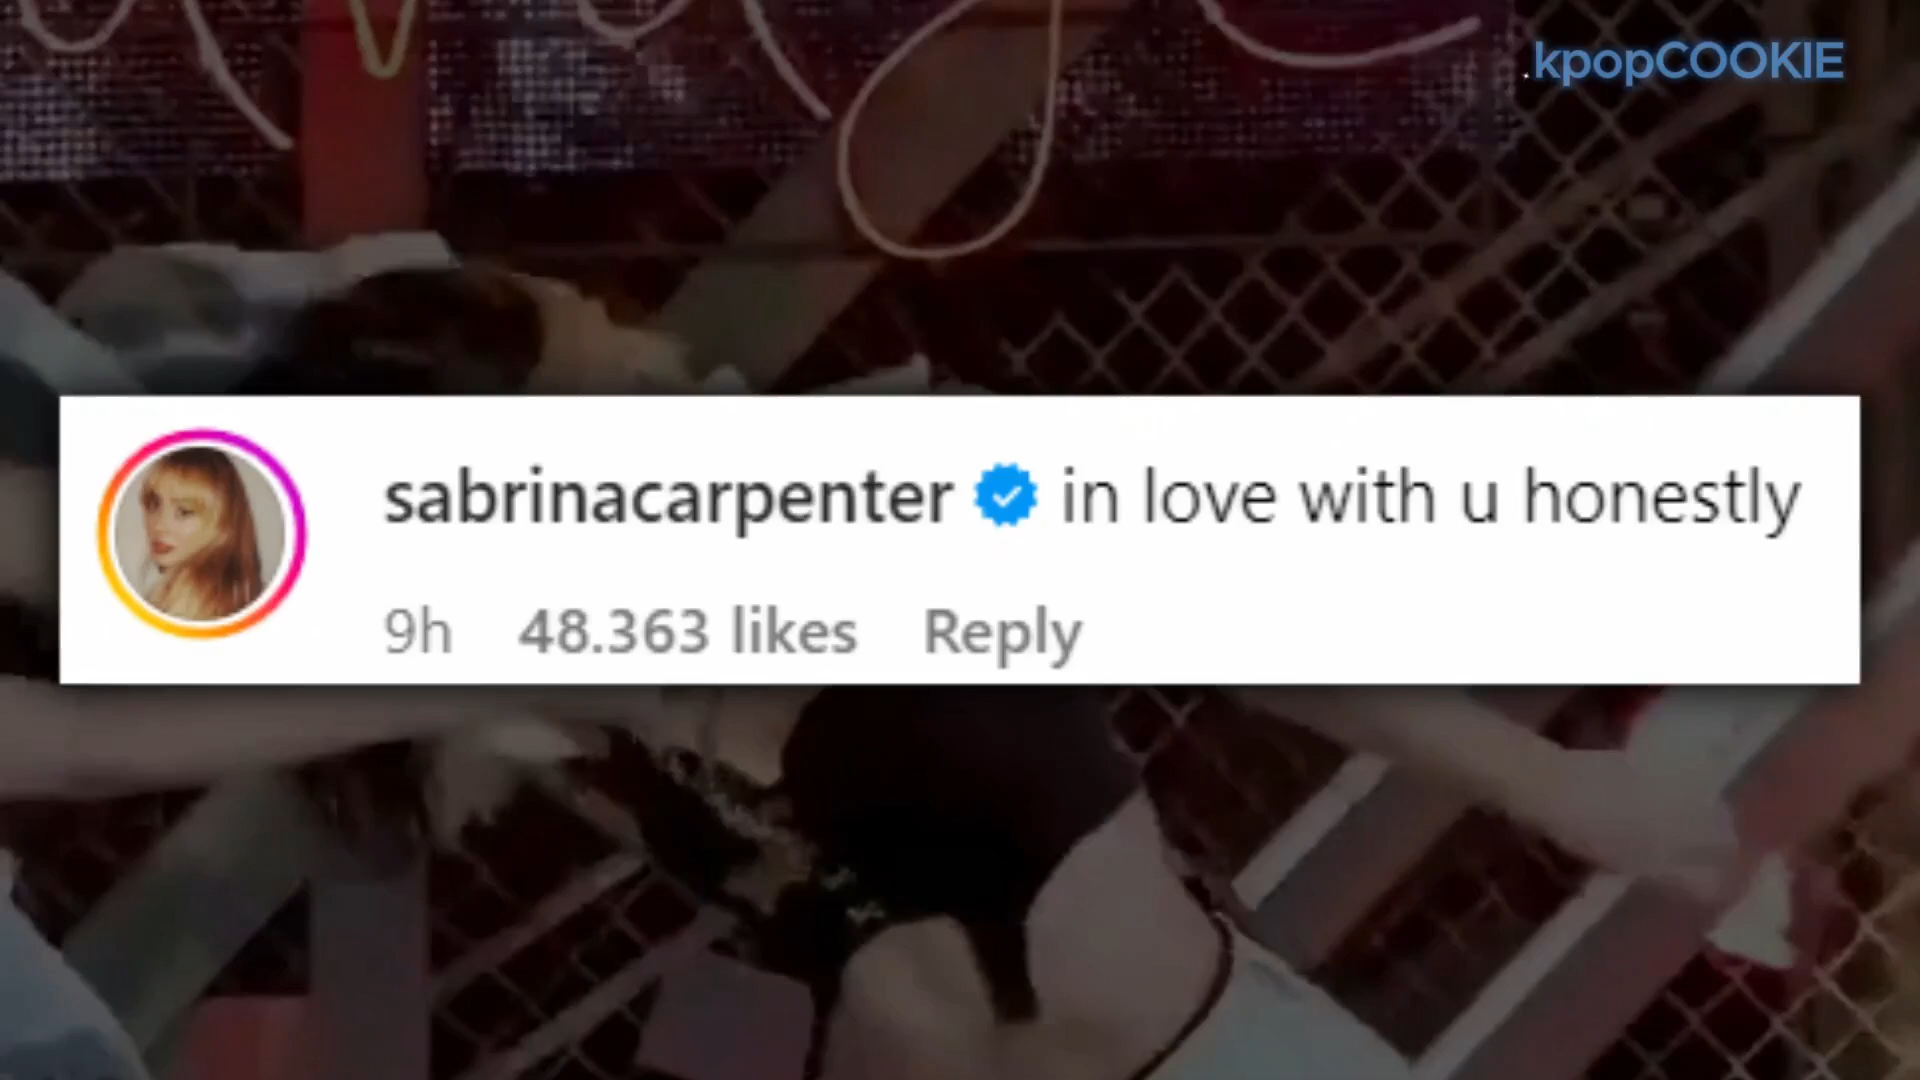 .kpopCOOKIE
sabrinacarpenter in love with u honestly
9h 48.363 likes Reply